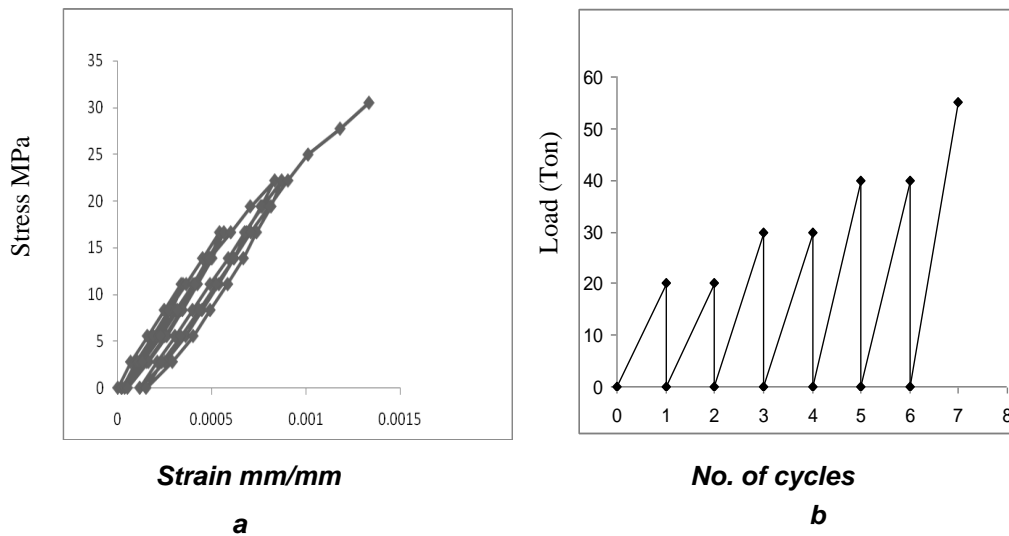 Stress MPa
35
30
25
20
15
10
5
0
0 0.0005 0.001 0.0015
Strain mm/mm
a
Load (Ton)
60
50
40
30
20
10
0
0 1 2 3 4 5 6 7 8
No. of cycles
b